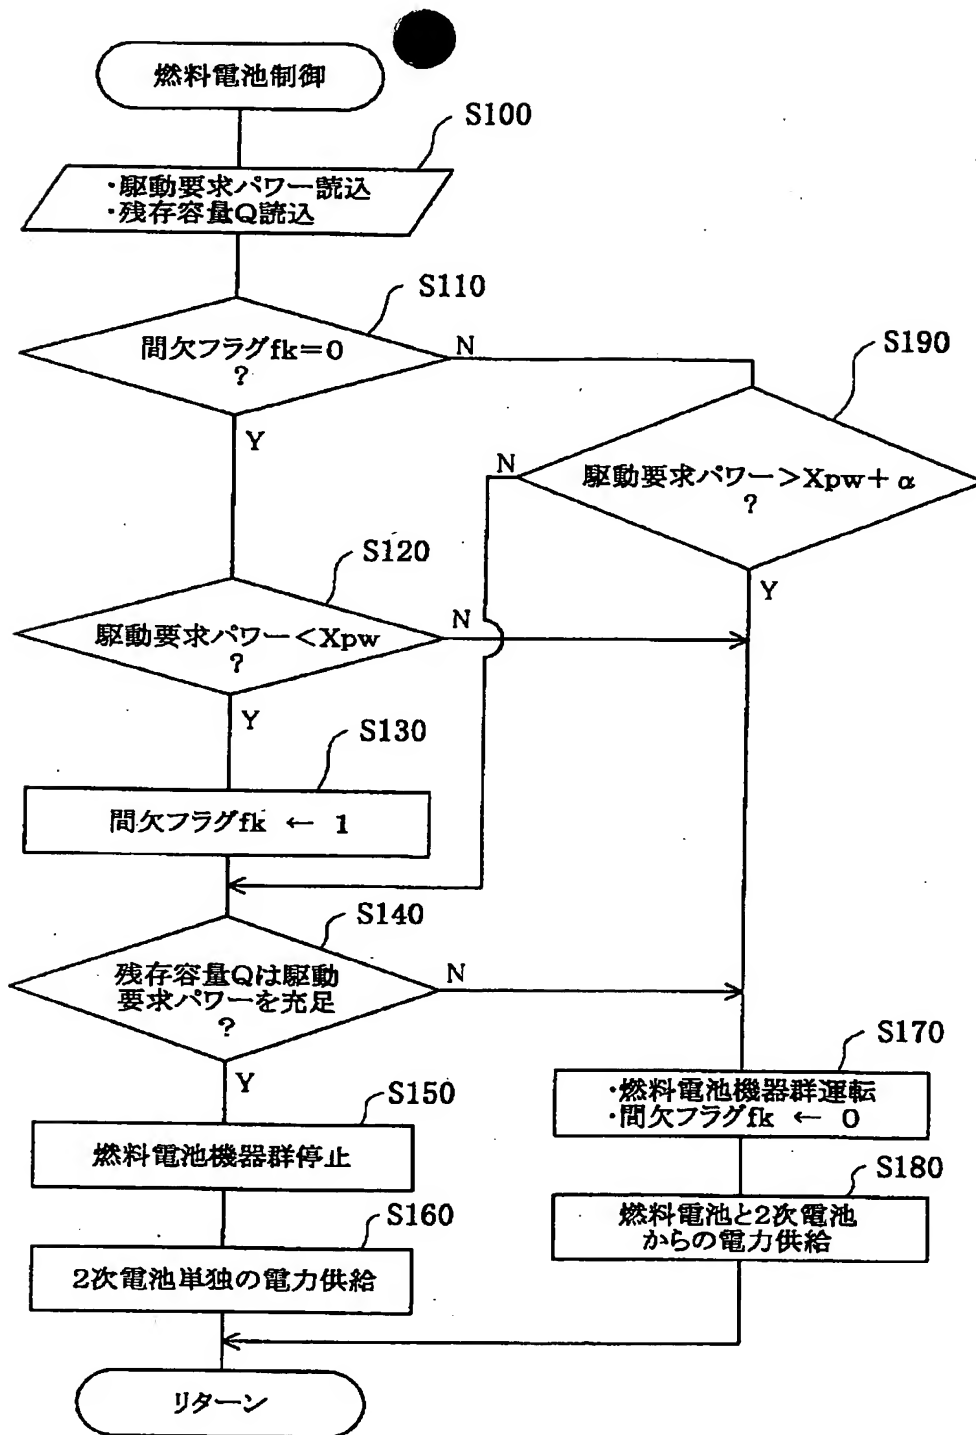 燃料電池制御
S100
・駆動要求パワー読込
・残存容量Q読込
S110
間欠フラグfk＝0
?
N
Y
S190
駆動要求パワー＞Xpw＋α
?
N
Y
S120
駆動要求パワー＜Xpw
?
N
Y
S130
間欠フラグfk ← 1
S140
残存容量Qは駆動
要求パワーを充足
?
N
Y
S150
燃料電池機器群停止
S160
2次電池単独の電力供給
S170
・燃料電池機器群運転
・間欠フラグfk ← 0
S180
燃料電池と2次電池
からの電力供給
リターン